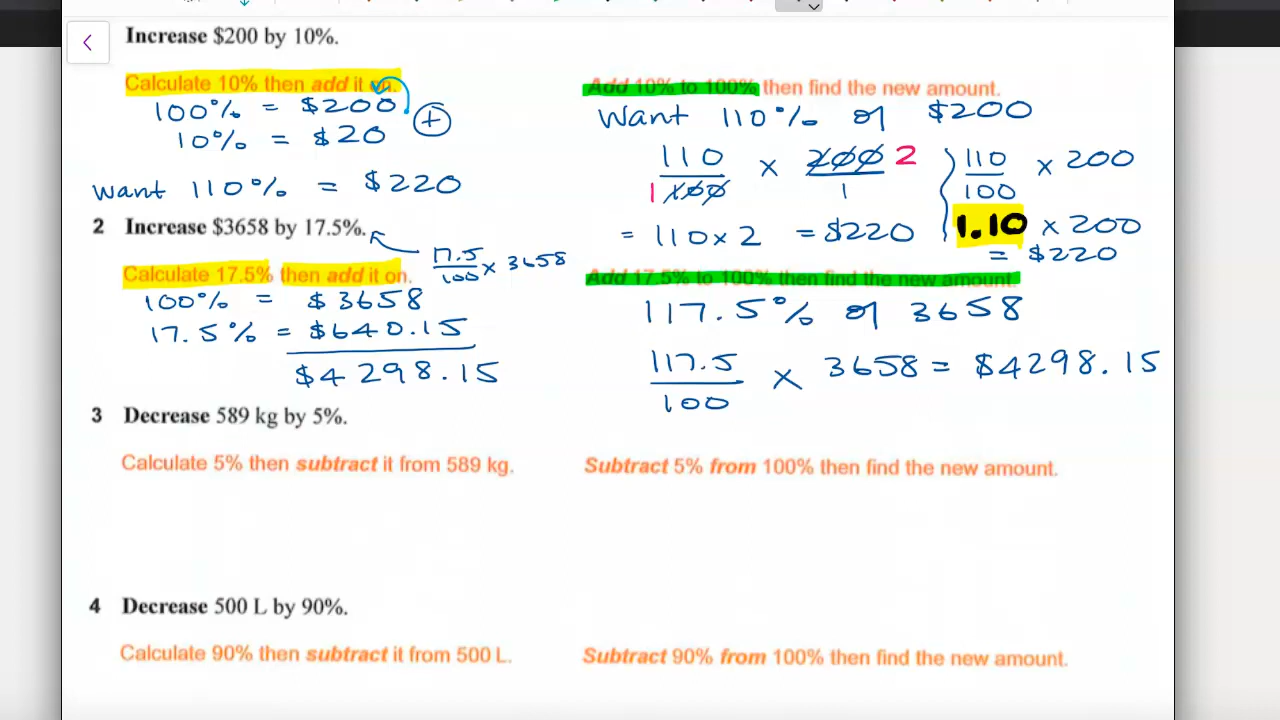 Increase $200 by 10%.
Calculate 10% then add it on.
100% = $200
10% = $20
+
want 110% = $220
Add 10% to 100% then find the new amount.
Want 110% of $200
110/100 × 200/1
1 2
= 110 × 2 = $220
110/100 × 200
1.10 × 200
= $220
2 Increase $3658 by 17.5%.
17.5/100 × 3658
Calculate 17.5% then add it on.
100% = $3658
17.5% = $640.15
$4298.15
Add 17.5% to 100% then find the new amount.
117.5% of 3658
117.5/100 × 3658 = $4298.15
3 Decrease 589 kg by 5%.
Calculate 5% then subtract it from 589 kg.
Subtract 5% from 100% then find the new amount.
4 Decrease 500 L by 90%.
Calculate 90% then subtract it from 500 L.
Subtract 90% from 100% then find the new amount.